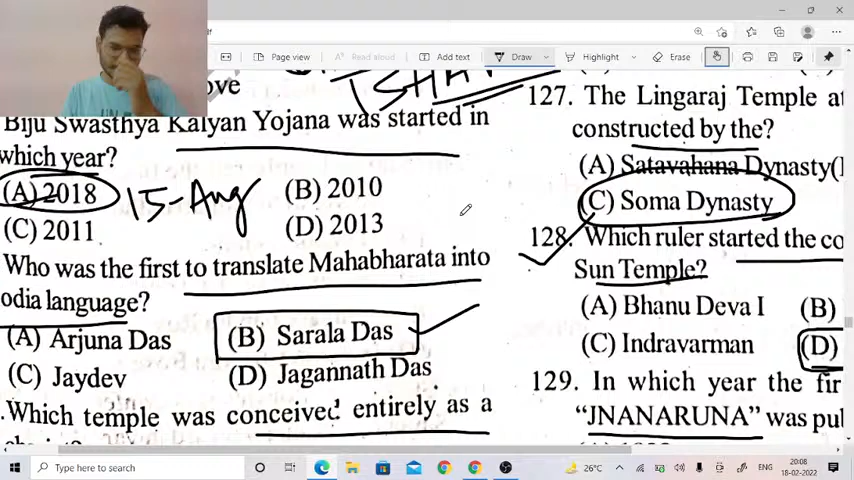 df
Page view
Read aloud
Add text
Draw
Highlight
Erase
ove
Biju Swasthya Kalyan Yojana was started in
which year?
(A) 2018
15-Aug
(B) 2010
(C) 2011
(D) 2013
Who was the first to translate Mahabharata into
odia language?
(A) Arjuna Das
(B) Sarala Das
(C) Jaydev
(D) Jagannath Das
Which temple was conceived entirely as a
127. The Lingaraj Temple at
constructed by the?
(A) Satavahana Dynasty(
(C) Soma Dynasty
128. Which ruler started the co
Sun Temple?
(A) Bhanu Deva I
(B)
(C) Indravarman
(D)
129. In which year the fir
"JNANARUNA" was pul
Type here to search
26°C
ENG
20:08
18-02-2022